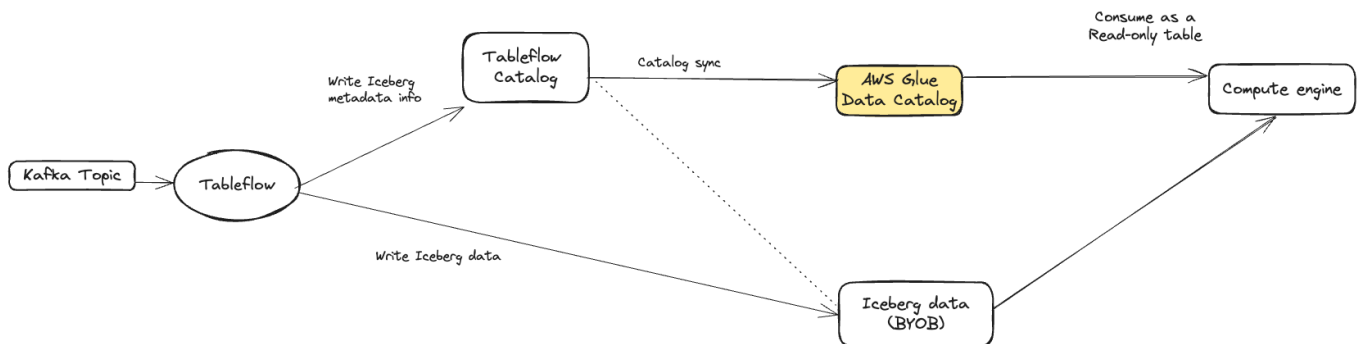 Consume as a
Read-only table
Tableflow
Catalog
Catalog sync
AWS Glue
Data Catalog
Compute engine
Write Iceberg
metadata info
Kafka Topic
Tableflow
Write Iceberg data
Iceberg data
(BYOB)